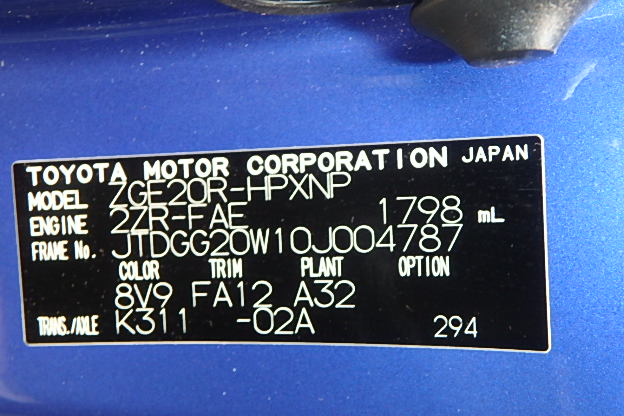 TOYOTA MOTOR CORPORATION JAPAN
MODEL ZGE20R-HPXNP
ENGINE 2ZR-FAE 1798 mL
FRAME No. JTDGG20W10J004787
COLOR TRIM PLANT OPTION
8V9 FA12 A32
TRANS./AXLE K311 -02A 294